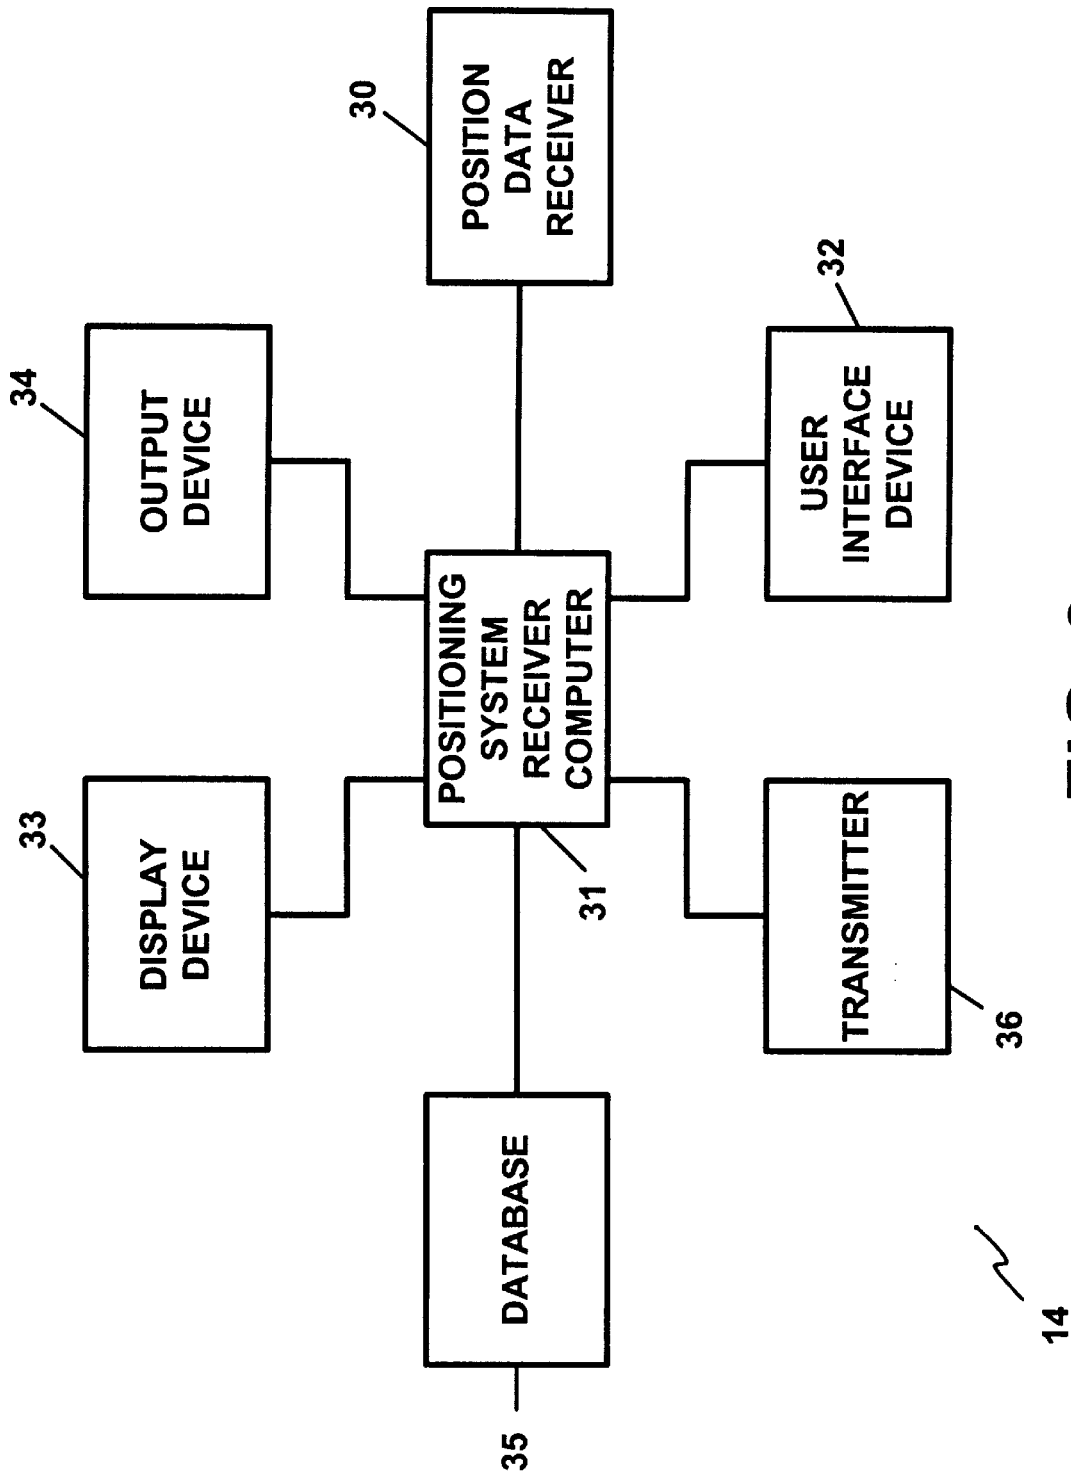 33
34
DISPLAY
DEVICE
OUTPUT
DEVICE
30
35
DATABASE
POSITIONING
SYSTEM
RECEIVER
COMPUTER
POSITION
DATA
RECEIVER
31
TRANSMITTER
USER
INTERFACE
DEVICE
36
32
14